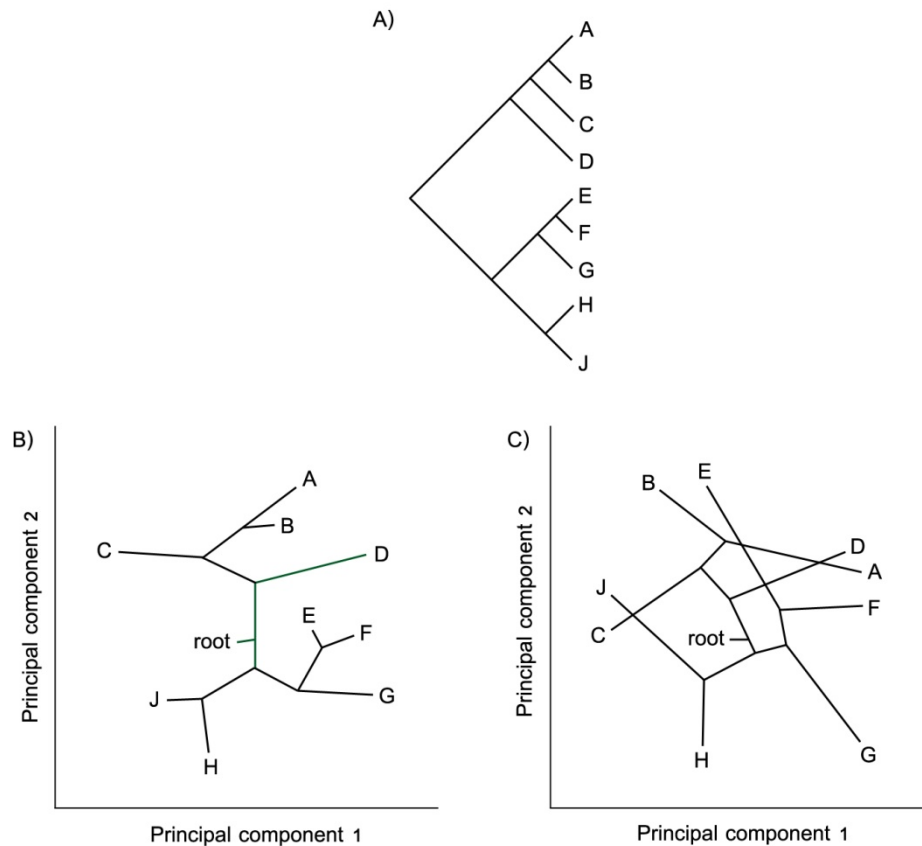 A)
A
B
C
D
E
F
G
H
J
B)
A
B
C
D
E
F
root
J
G
H
Principal component 2
Principal component 1
C)
E
B
D
A
J
F
C
root
H
G
Principal component 2
Principal component 1